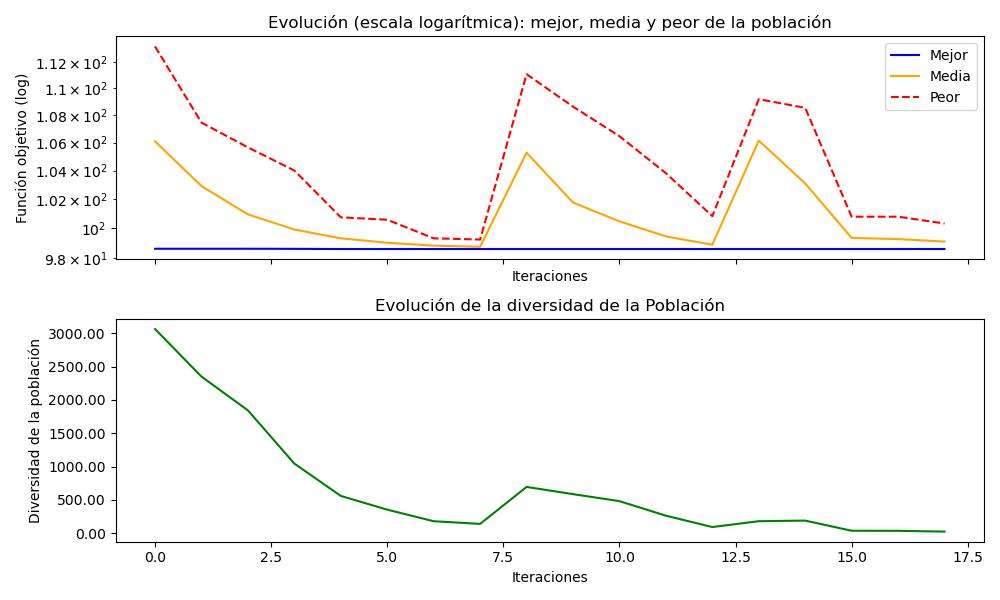 Evolución (escala logarítmica): mejor, media y peor de la población
Función objetivo (log)
1.12 × 10²
1.1 × 10²
1.08 × 10²
1.06 × 10²
1.04 × 10²
1.02 × 10²
10²
9.8 × 10¹
Mejor
Media
Peor
Iteraciones
Evolución de la diversidad de la Población
Diversidad de la población
3000.00
2500.00
2000.00
1500.00
1000.00
500.00
0.00
0.0 2.5 5.0 7.5 10.0 12.5 15.0 17.5
Iteraciones